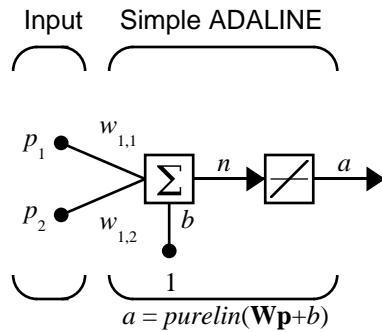 Input Simple ADALINE
p₁ w₁,₁
Σ n a
p₂ w₁,₂ b
1
a = purelin(Wp+b)